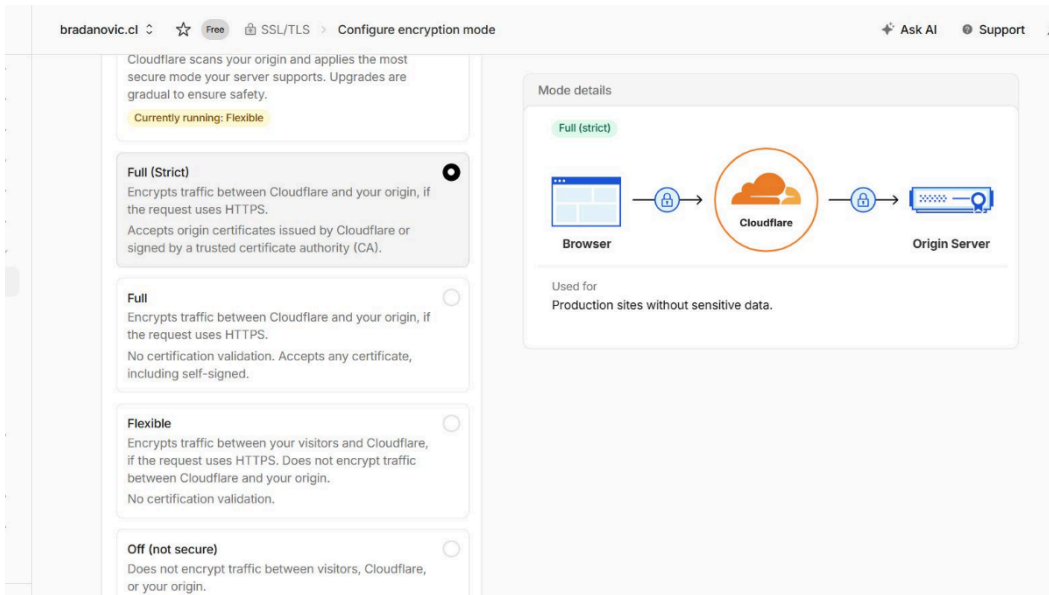 bradanovic.cl Free SSL/TLS > Configure encryption mode Ask AI Support
Cloudflare scans your origin and applies the most
secure mode your server supports. Upgrades are
gradual to ensure safety.
Currently running: Flexible
Full (Strict)
Encrypts traffic between Cloudflare and your origin, if
the request uses HTTPS.
Accepts origin certificates issued by Cloudflare or
signed by a trusted certificate authority (CA).
Full
Encrypts traffic between Cloudflare and your origin, if
the request uses HTTPS.
No certification validation. Accepts any certificate,
including self-signed.
Flexible
Encrypts traffic between your visitors and Cloudflare,
if the request uses HTTPS. Does not encrypt traffic
between Cloudflare and your origin.
No certification validation.
Off (not secure)
Does not encrypt traffic between visitors, Cloudflare,
or your origin.
Mode details
Full (strict)
Cloudflare
Browser
Origin Server
Used for
Production sites without sensitive data.